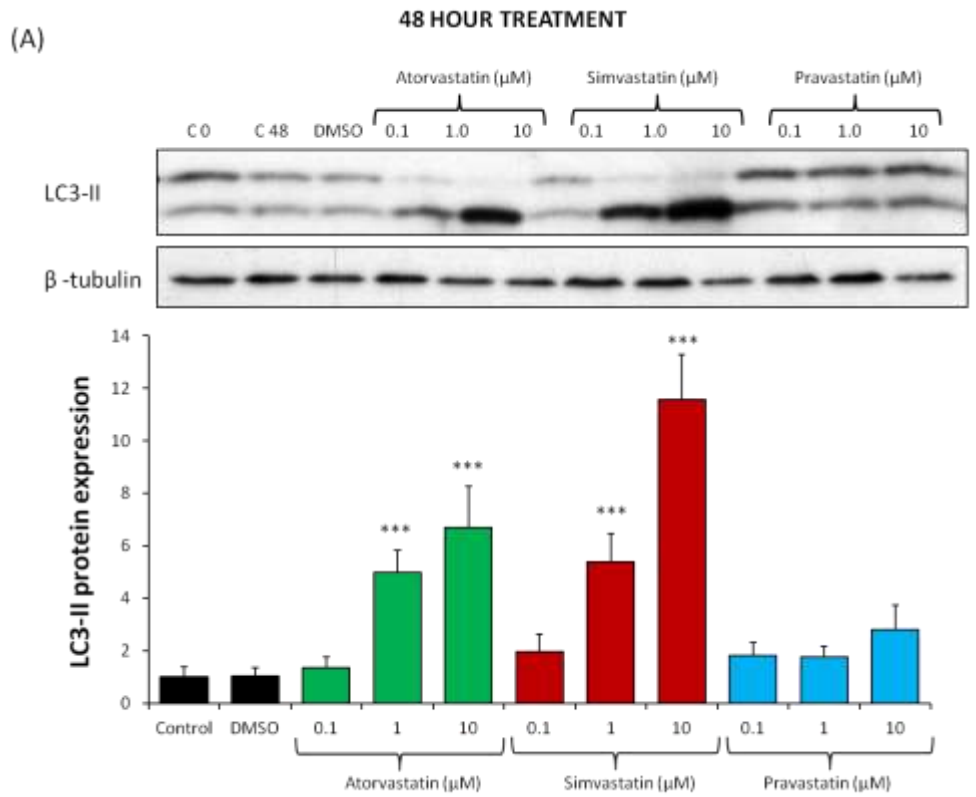 48 HOUR TREATMENT
(A)
Atorvastatin (μM) Simvastatin (μM) Pravastatin (μM)
C 0 C 48 DMSO 0.1 1.0 10 0.1 1.0 10 0.1 1.0 10
LC3-II
β -tubulin
LC3-II protein expression
14
12
10
8
6
4
2
0
***
***
***
***
Control DMSO 0.1 1 10 0.1 1 10 0.1 1 10
Atorvastatin (μM) Simvastatin (μM) Pravastatin (μM)